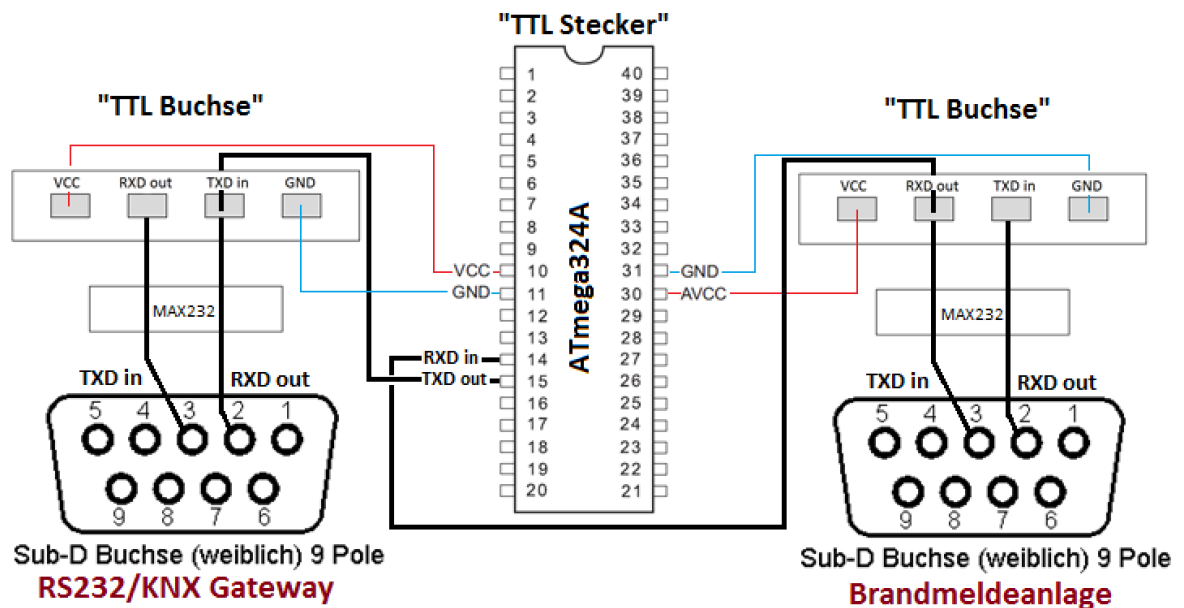 "TTL Stecker"
"TTL Buchse"
VCC RXD out TXD in GND
MAX232
TXD in RXD out
5 4 3 2 1
9 8 7 6
Sub-D Buchse (weiblich) 9 Pole
RS232/KNX Gateway
1 40
2 39
3 38
4 37
5 36
6 35
7 34
8 33
9 32
VCC 10 31 GND
GND 11 30 AVCC
12 29
13 28
RXD in 14 27
TXD out 15 26
16 25
17 24
18 23
19 22
20 21
ATmega324A
"TTL Buchse"
VCC RXD out TXD in GND
MAX232
TXD in RXD out
5 4 3 2 1
9 8 7 6
Sub-D Buchse (weiblich) 9 Pole
Brandmeldeanlage